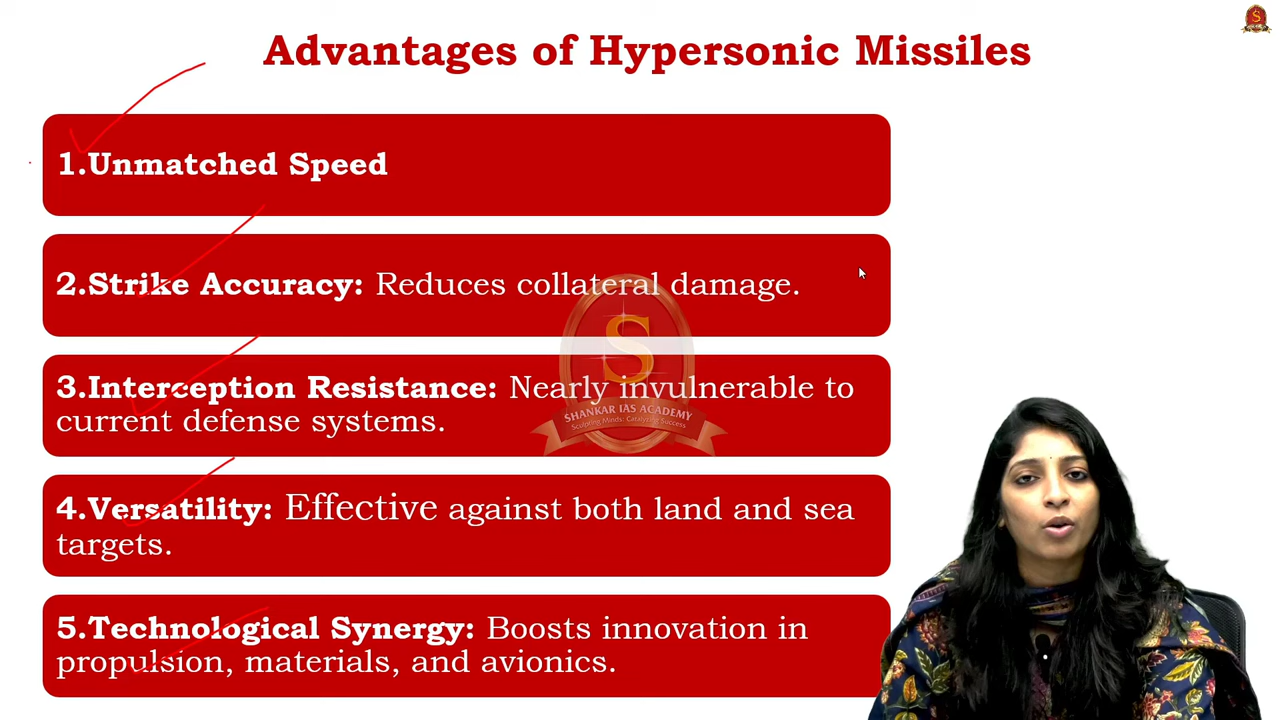 Advantages of Hypersonic Missiles
1.Unmatched Speed
2.Strike Accuracy: Reduces collateral damage.
3.Interception Resistance: Nearly invulnerable to
current defense systems.
4.Versatility: Effective against both land and sea
targets.
5.Technological Synergy: Boosts innovation in
propulsion, materials, and avionics.
S
SHANKAR IAS ACADEMY
Sculpting Minds: Catalyzing Success
S